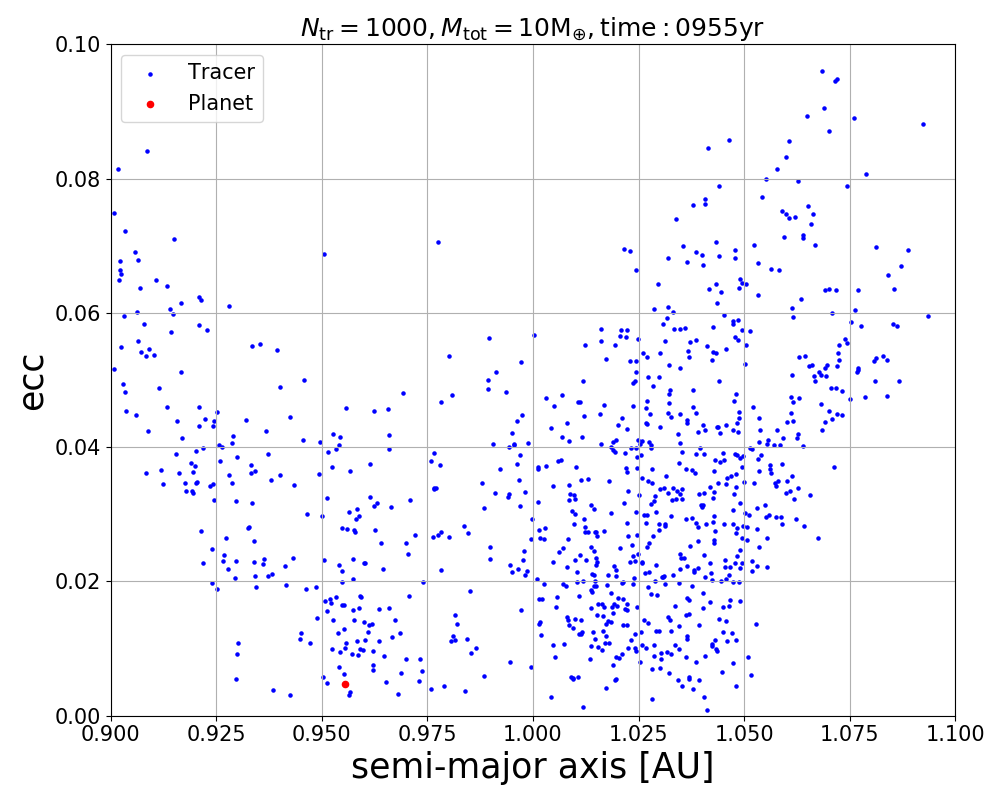 N_tr = 1000, M_tot = 10M_⊕, time : 0955yr
0.10
Tracer
Planet
0.08
0.06
ecc
0.04
0.02
0.00
0.900 0.925 0.950 0.975 1.000 1.025 1.050 1.075 1.100
semi-major axis [AU]